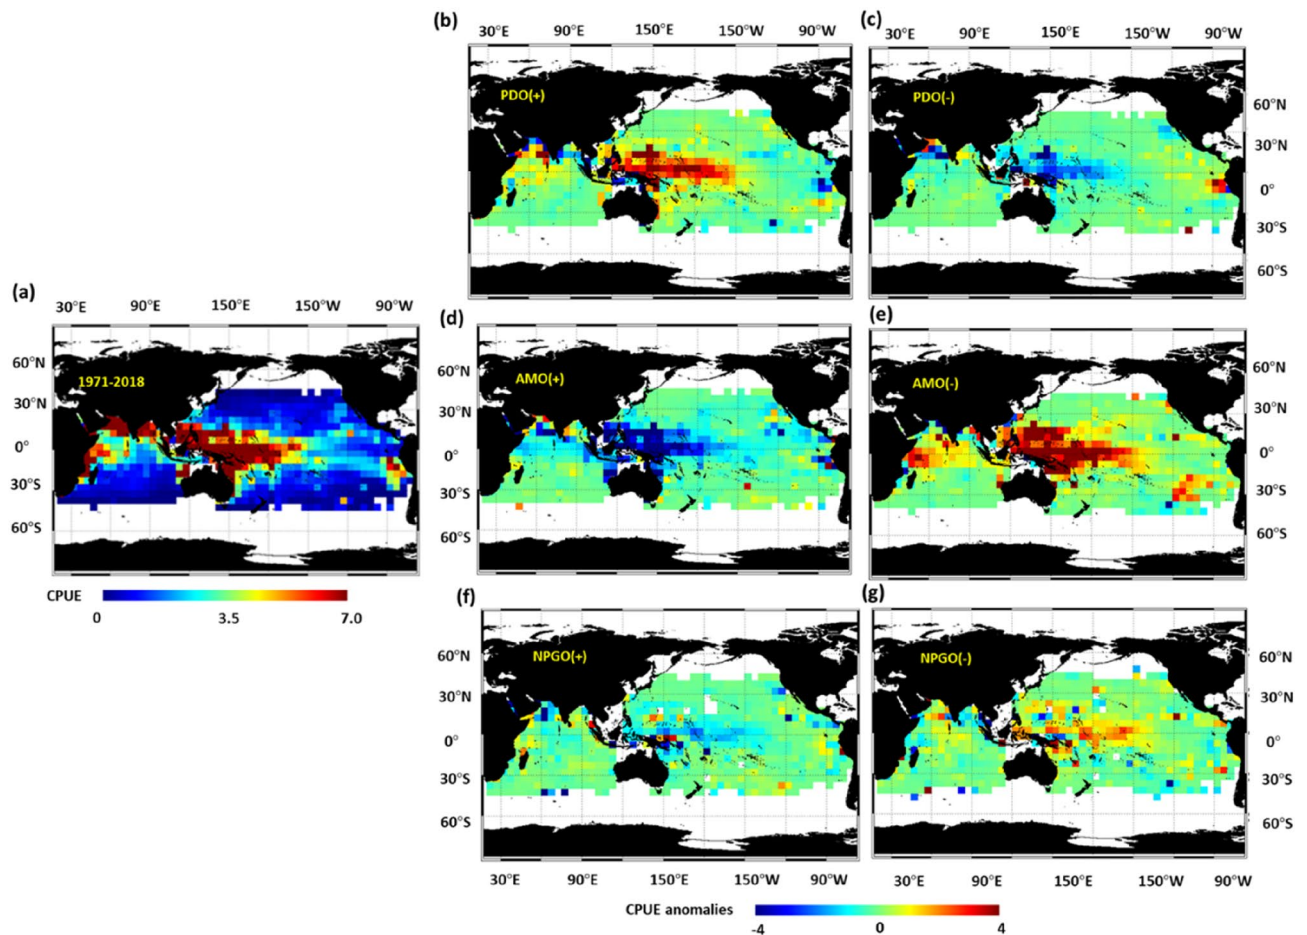 (b)
30°E 90°E 150°E 150°W 90°W
PDO(+)
(c)
30°E 90°E 150°E 150°W 90°W
PDO(-)
60°N
30°N
0°
30°S
60°S
(a)
30°E 90°E 150°E 150°W 90°W
60°N
30°N
0°
30°S
60°S
1971-2018
CPUE
0 3.5 7.0
(d)
60°N
30°N
0°
30°S
60°S
AMO(+)
(e)
AMO(-)
60°N
30°N
0°
30°S
60°S
(f)
60°N
30°N
0°
30°S
60°S
NPGO(+)
30°E 90°E 150°E 150°W 90°W
(g)
NPGO(-)
60°N
30°N
0°
30°S
60°S
30°E 90°E 150°E 150°W 90°W
CPUE anomalies
-4 0 4